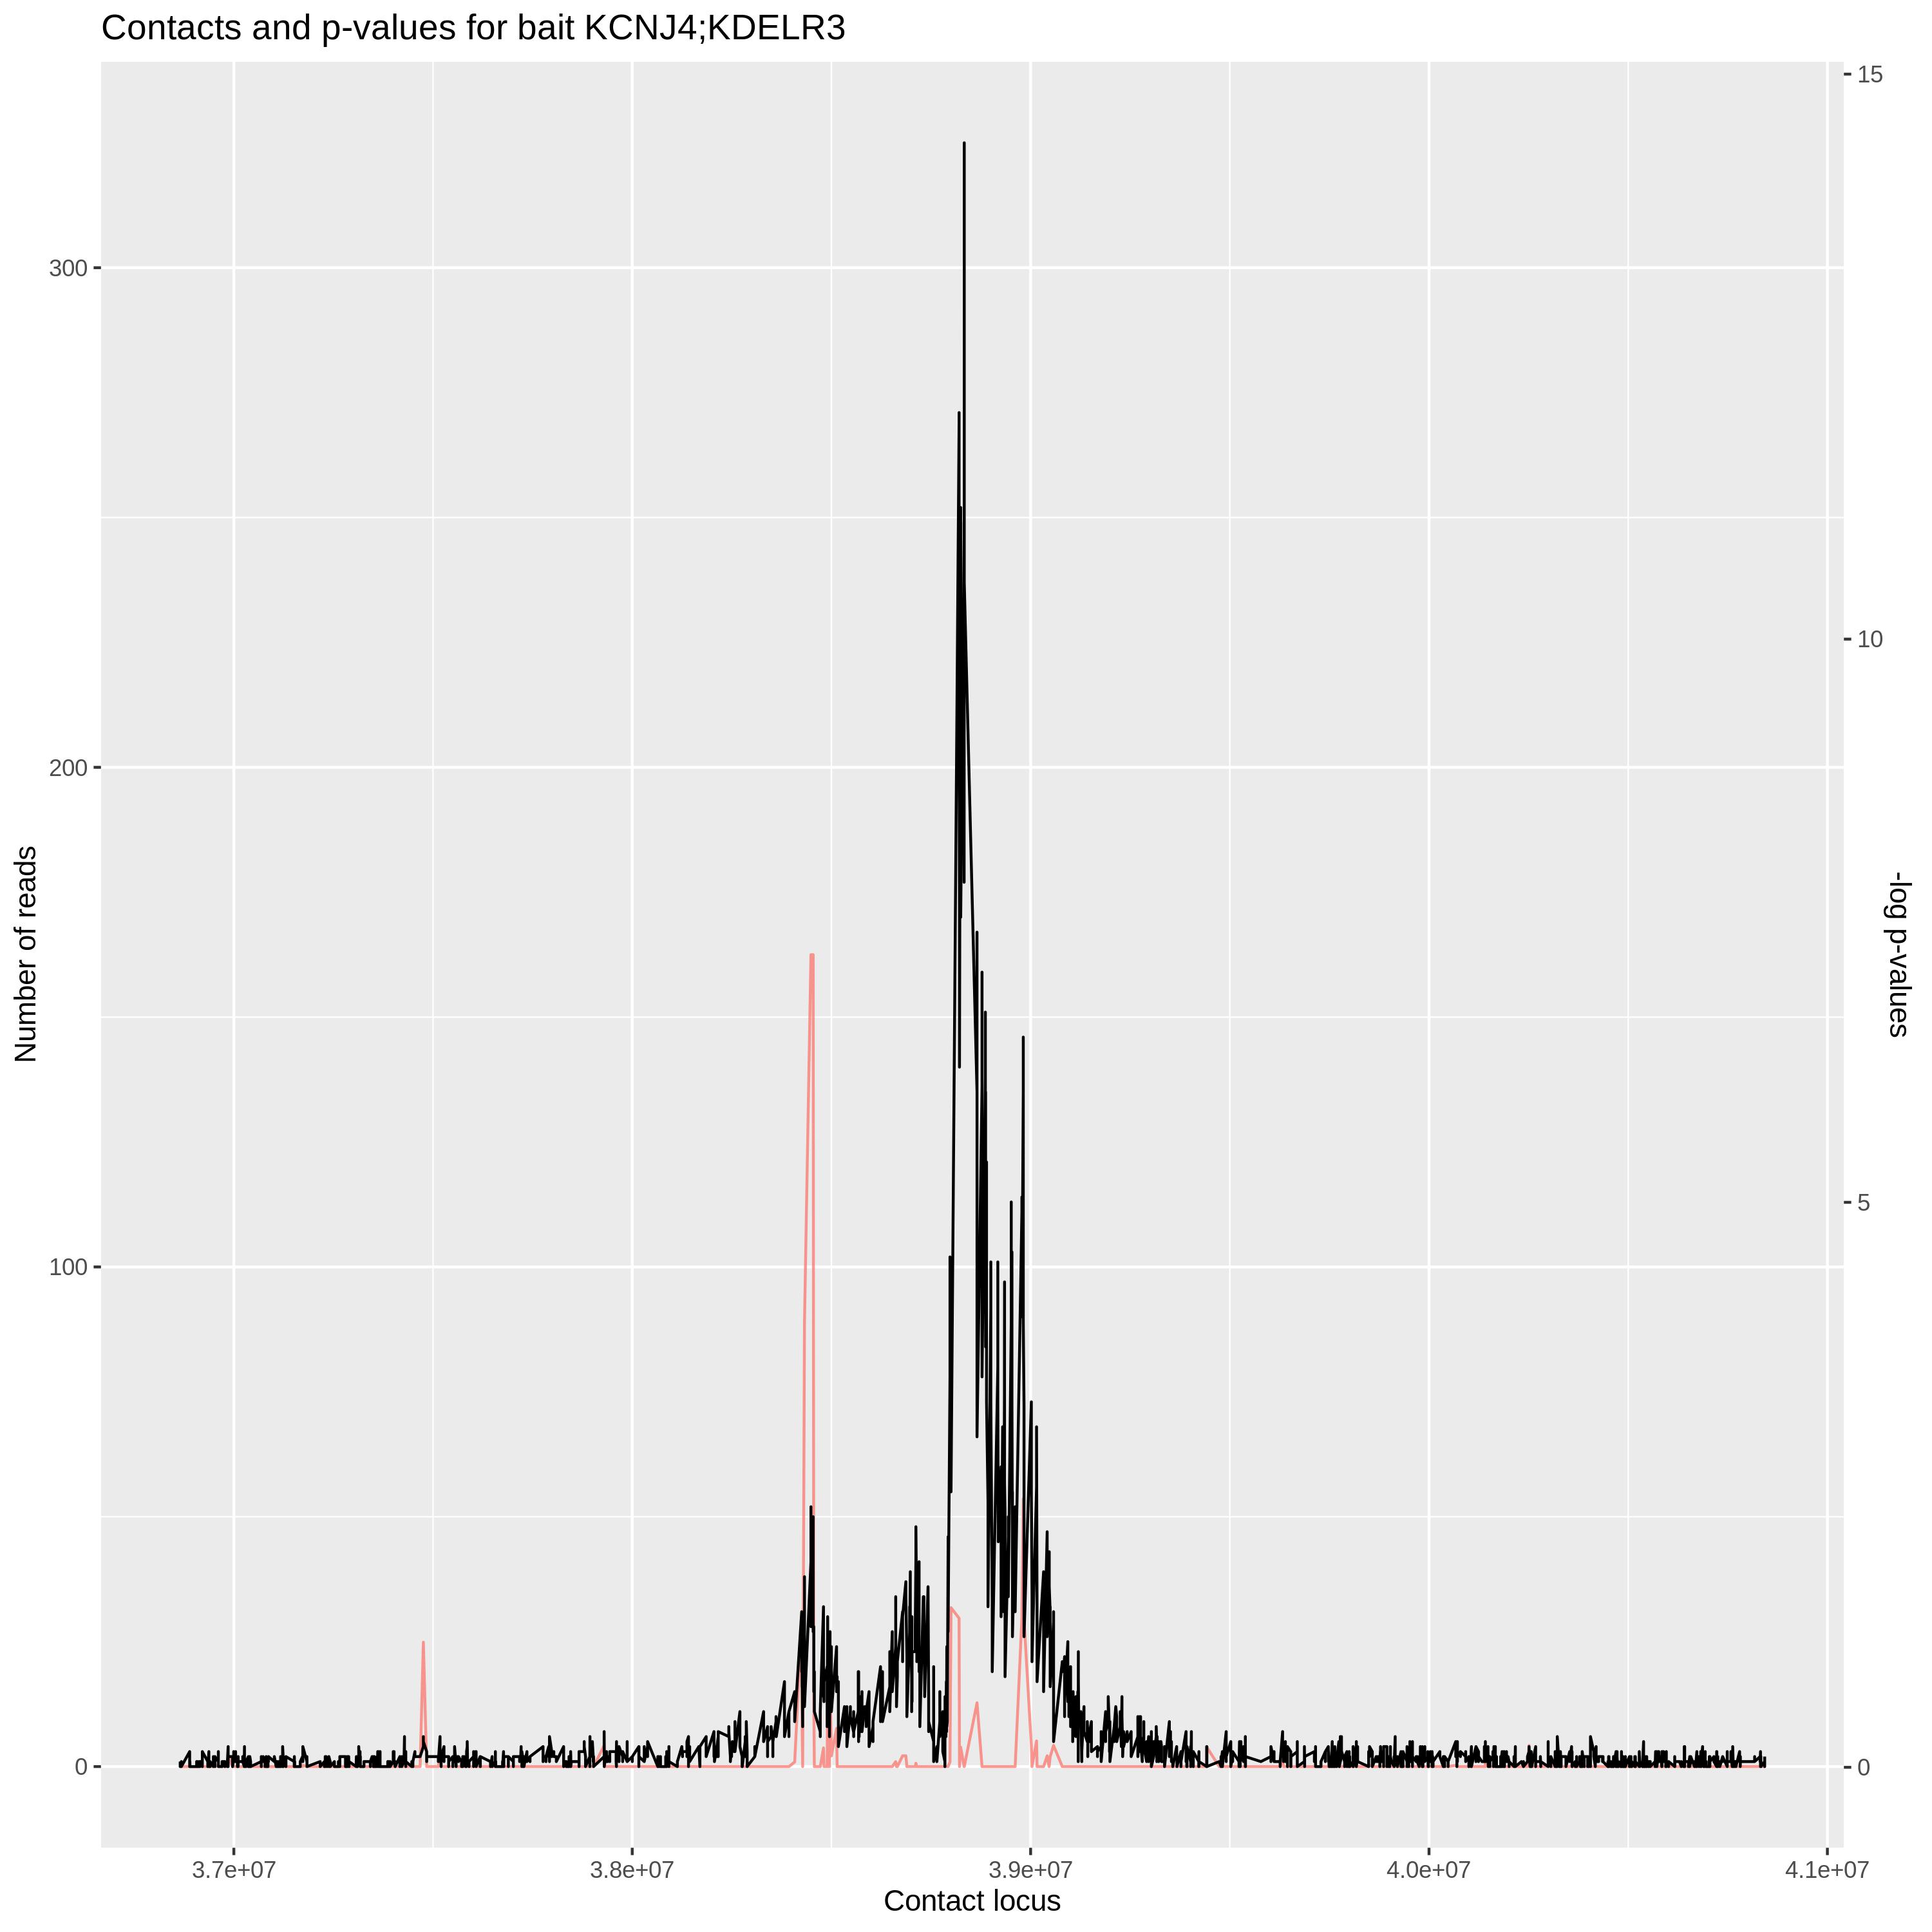 Contacts and p-values for bait KCNJ4;KDELR3
15
300
10
200
Number of reads
-log p-values
5
100
0
0
3.7e+07
3.8e+07
3.9e+07
4.0e+07
4.1e+07
Contact locus